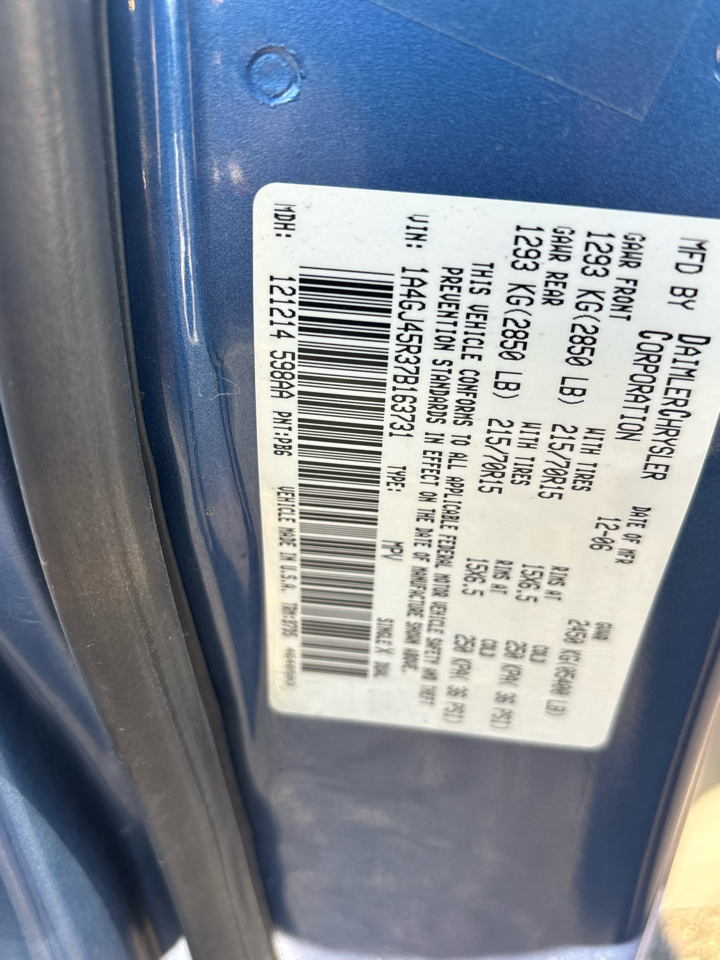 MFD BY DAIMLERCHRYSLER CORPORATION
DATE OF MFR 12-06
GVWR 2450 KG(05400 LB)
GAWR FRONT WITH TIRES RIMS AT COLD
1293 KG(2850 LB) 215/70R15 15X6.5 250 KPA( 36 PSI)
GAWR REAR WITH TIRES RIMS AT COLD
1293 KG(2850 LB) 215/70R15 15X6.5 250 KPA( 36 PSI)
THIS VEHICLE CONFORMS TO ALL APPLICABLE FEDERAL MOTOR VEHICLE SAFETY AND THEFT
PREVENTION STANDARDS IN EFFECT ON THE DATE OF MANUFACTURE SHOWN ABOVE.
VIN: 1A4GJ45R37B163731 TYPE: MPV SINGLE X DUAL
MDH: 121214 598AA PNT:PB6 VEHICLE MADE IN U.S.A.